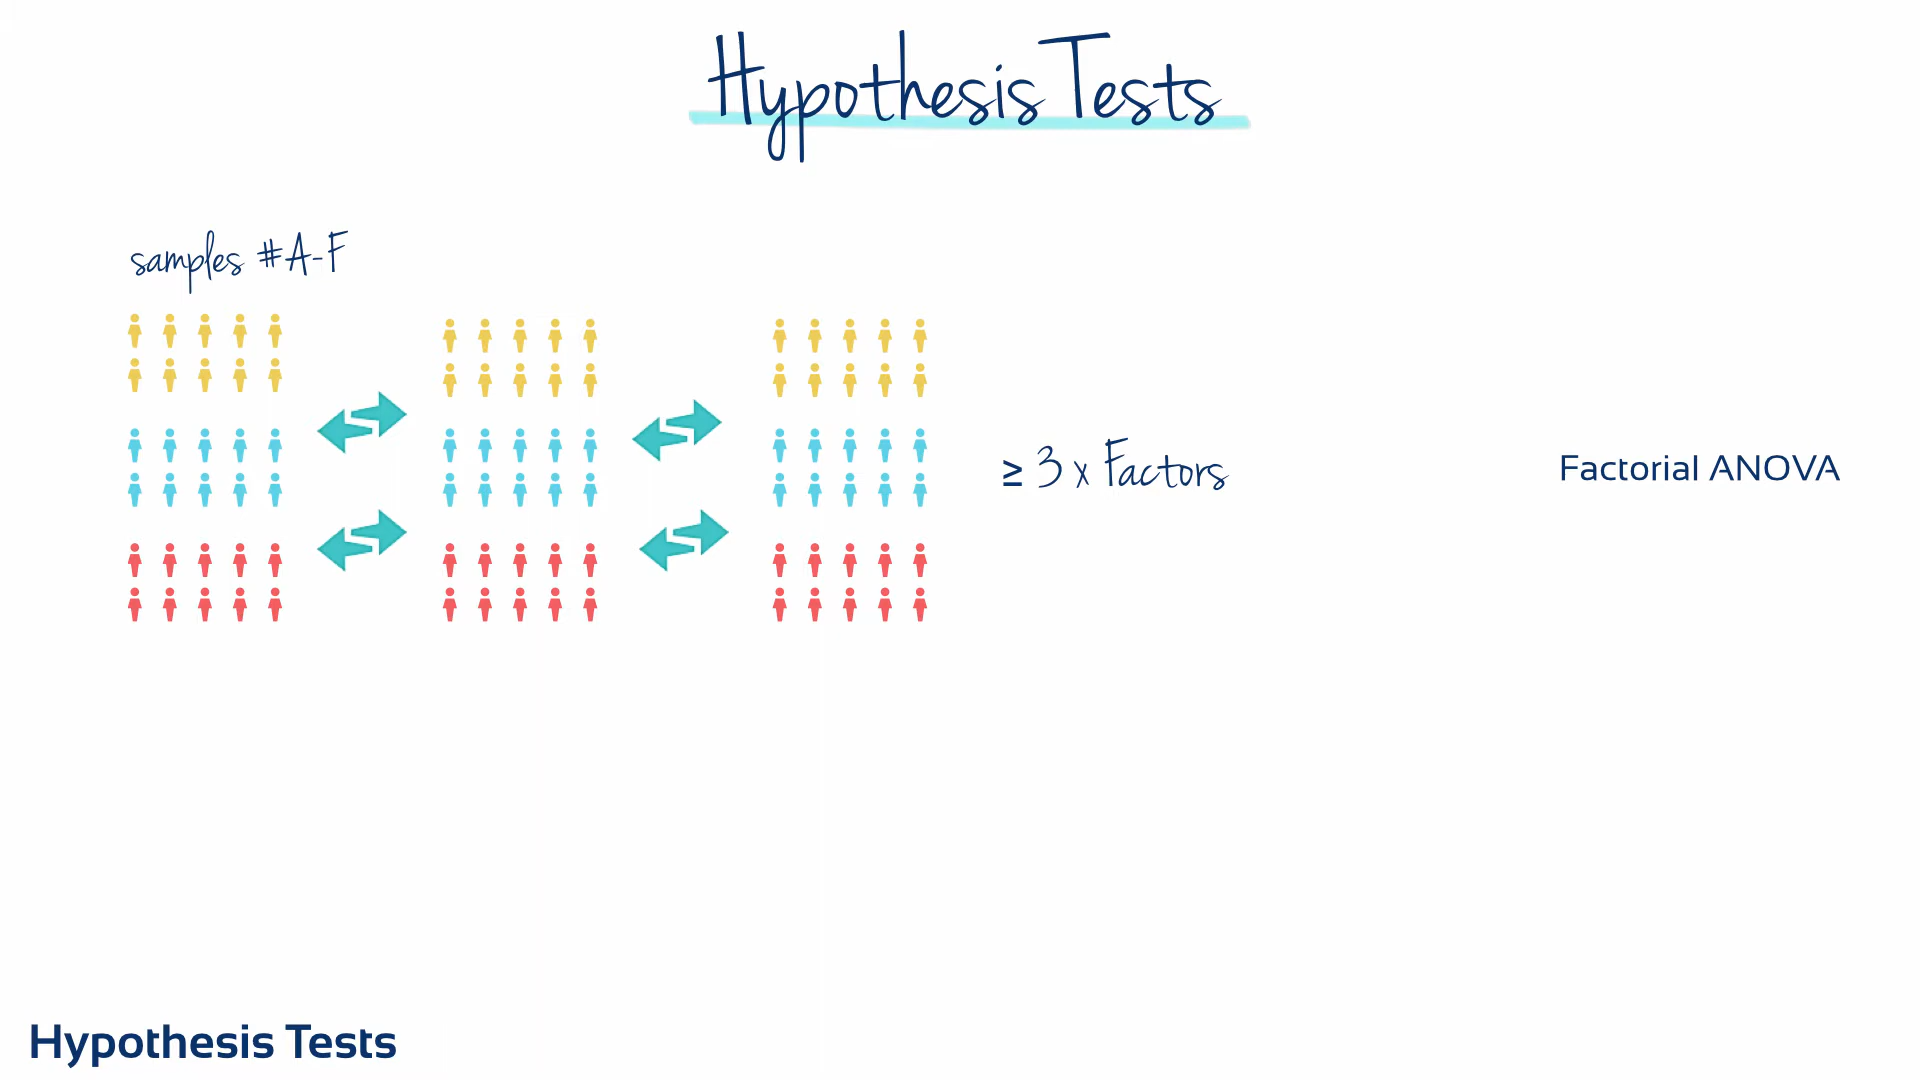 Hypothesis Tests
samples #A-F
≥ 3 x Factors
Factorial ANOVA
Hypothesis Tests